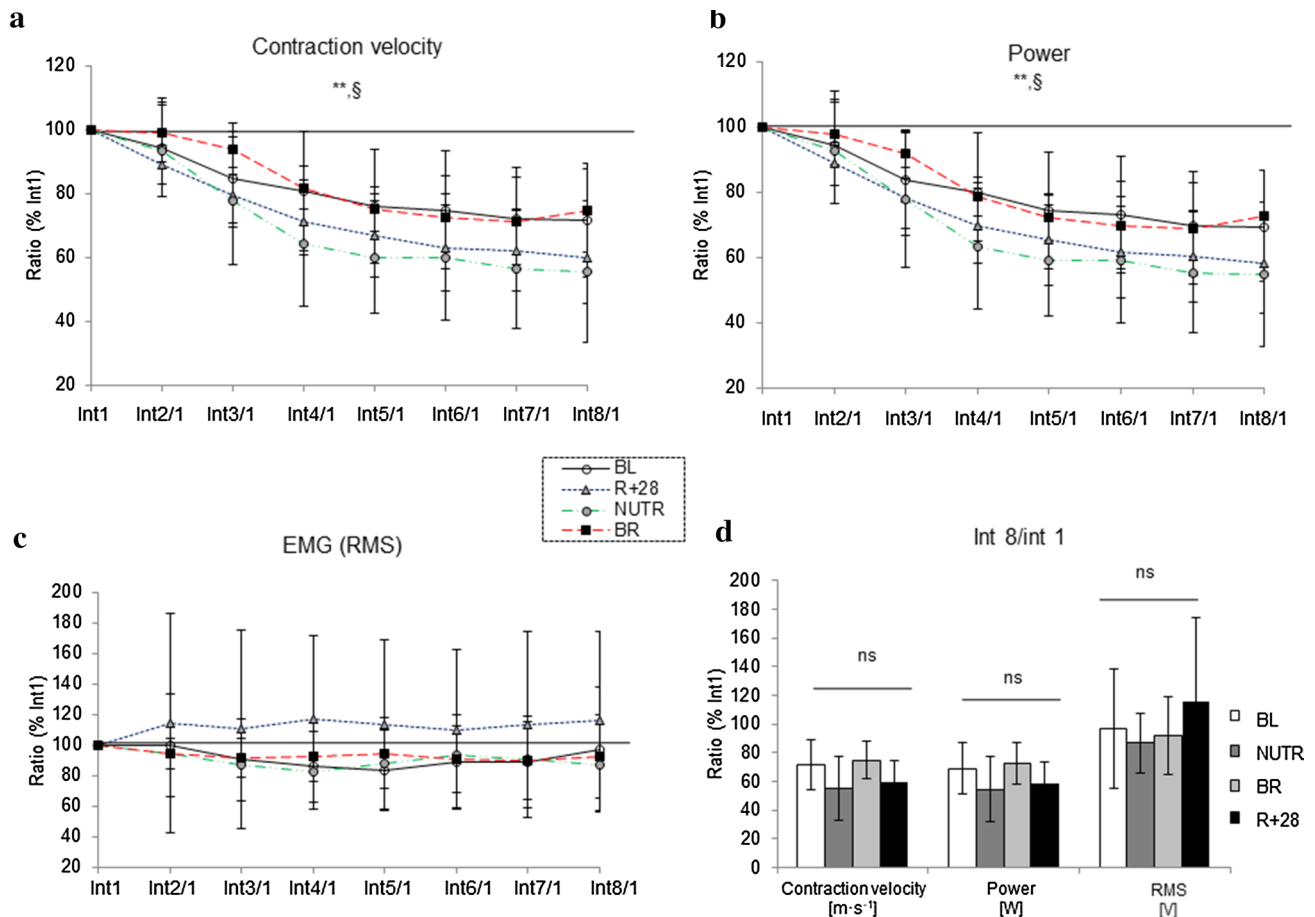 a
Contraction velocity
**,§
Ratio (% Int1)
120
100
80
60
40
20
Int1 Int2/1 Int3/1 Int4/1 Int5/1 Int6/1 Int7/1 Int8/1
b
Power
**,§
Ratio (% Int1)
120
100
80
60
40
20
Int1 Int2/1 Int3/1 Int4/1 Int5/1 Int6/1 Int7/1 Int8/1
BL
R+28
NUTR
BR
c
EMG (RMS)
Ratio (% Int1)
200
180
160
140
120
100
80
60
40
20
Int1 Int2/1 Int3/1 Int4/1 Int5/1 Int6/1 Int7/1 Int8/1
d
Int 8/int 1
Ratio (% Int1)
200
180
160
140
120
100
80
60
40
20
0
ns
ns
ns
Contraction velocity
[m·s⁻¹]
Power
[W]
RMS
[V]
BL
NUTR
BR
R+28